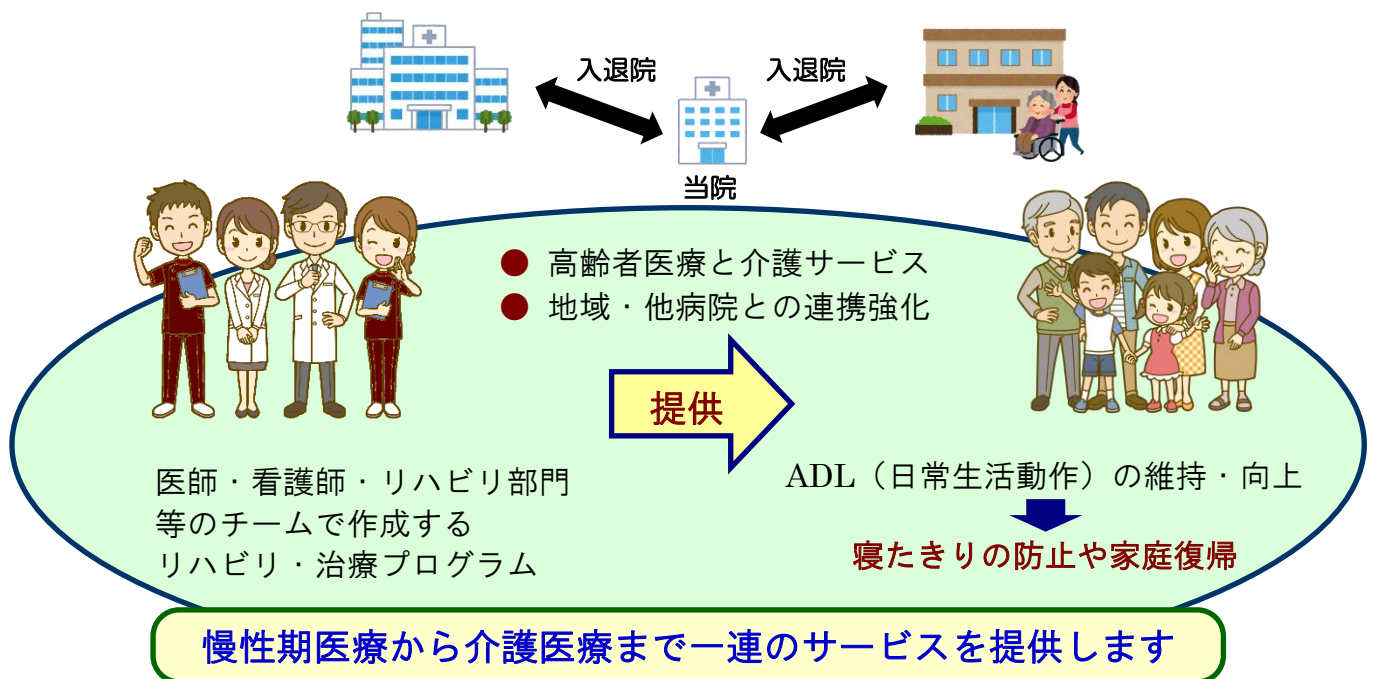 入退院
入退院
当院
● 高齢者医療と介護サービス
● 地域・他病院との連携強化
提供
医師・看護師・リハビリ部門
等のチームで作成する
リハビリ・治療プログラム
ADL（日常生活動作）の維持・向上
寝たきりの防止や家庭復帰
慢性期医療から介護医療まで一連のサービスを提供します